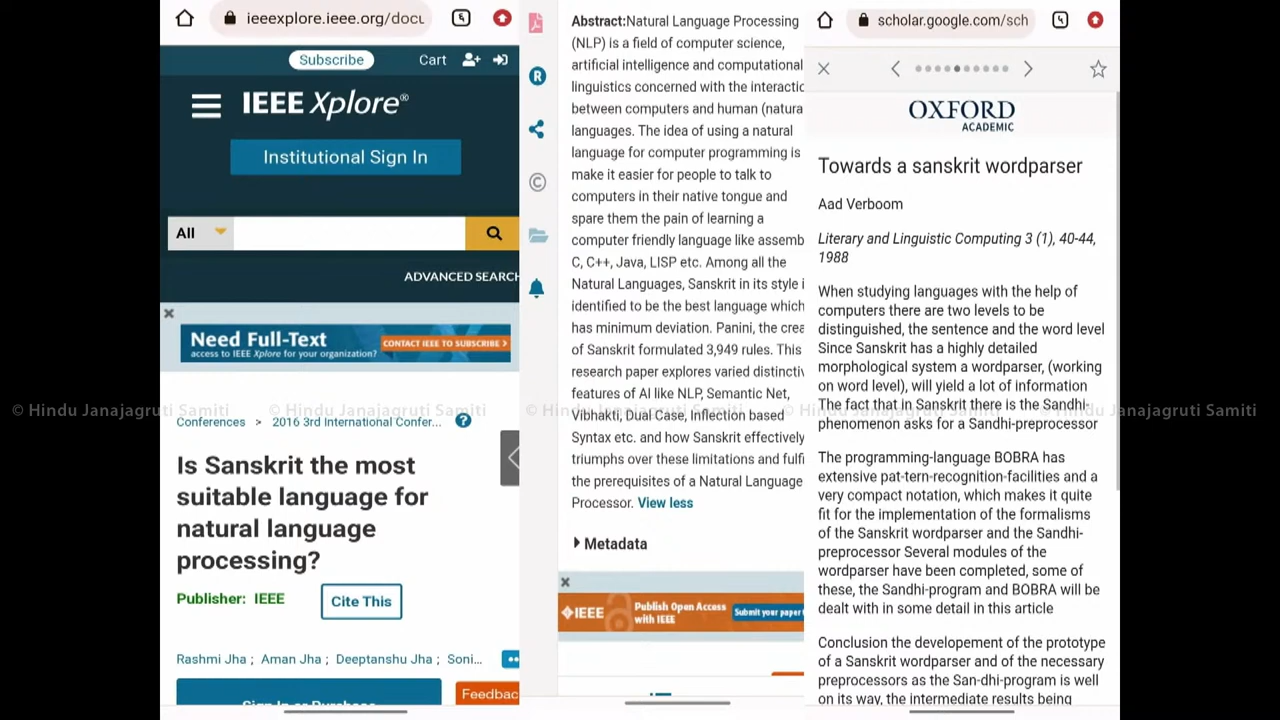 ieeexplore.ieee.org/docu
Subscribe
Cart
IEEE Xplore®
Institutional Sign In
All
ADVANCED SEARCH
Need Full-Text
access to IEEE Xplore for your organization?
CONTACT IEEE TO SUBSCRIBE >
Conferences > 2016 3rd International Confer...
Is Sanskrit the most
suitable language for
natural language
processing?
Publisher: IEEE
Cite This
Rashmi Jha ; Aman Jha ; Deeptanshu Jha ; Soni...
Sign In or Purchase
Feedbac
Abstract:Natural Language Processing
(NLP) is a field of computer science,
artificial intelligence and computational
linguistics concerned with the interactio
between computers and human (natura
languages. The idea of using a natural
language for computer programming is
make it easier for people to talk to
computers in their native tongue and
spare them the pain of learning a
computer friendly language like assemb
C, C++, Java, LISP etc. Among all the
Natural Languages, Sanskrit in its style i
identified to be the best language which
has minimum deviation. Panini, the crea
of Sanskrit formulated 3,949 rules. This
research paper explores varied distinctiv
features of AI like NLP, Semantic Net,
Vibhakti, Dual Case, Inflection based
Syntax etc. and how Sanskrit effectively
triumphs over these limitations and fulfi
the prerequisites of a Natural Language
Processor. View less
Metadata
IEEE
Publish Open Access
with IEEE
Submit your paper
scholar.google.com/sch
OXFORD
ACADEMIC
Towards a sanskrit wordparser
Aad Verboom
Literary and Linguistic Computing 3 (1), 40-44,
1988
When studying languages with the help of
computers there are two levels to be
distinguished, the sentence and the word level
Since Sanskrit has a highly detailed
morphological system a wordparser, (working
on word level), will yield a lot of information
The fact that in Sanskrit there is the Sandhi-
phenomenon asks for a Sandhi-preprocessor
The programming-language BOBRA has
extensive pat-tern-recognition-facilities and a
very compact notation, which makes it quite
fit for the implementation of the formalisms
of the Sanskrit wordparser and the Sandhi-
preprocessor Several modules of the
wordparser have been completed, some of
these, the Sandhi-program and BOBRA will be
dealt with in some detail in this article
Conclusion the developement of the prototype
of a Sanskrit wordparser and of the necessary
preprocessors as the San-dhi-program is well
on its way, the intermediate results being
© Hindu Janajagruti Samiti © Hindu Janajagruti Samiti © Hindu Janajagruti Samiti © Hindu Janajagruti Samiti © Hindu Janajagruti Samiti